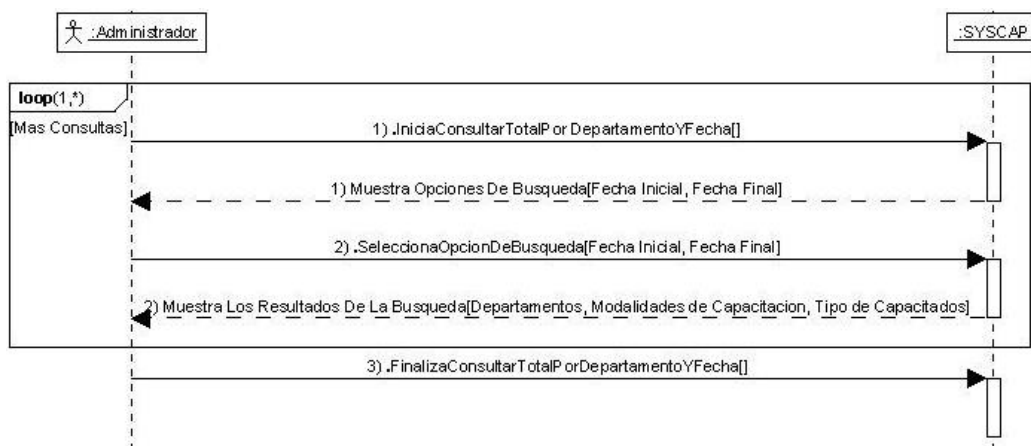 :Administrador
:SYSCAP
loop(1,*)
[Mas Consultas]
1) .IniciaConsultarTotalPorDepartamentoYFecha[]
1) Muestra Opciones De Busqueda[Fecha Inicial, Fecha Final]
2) .SeleccionaOpcionDeBusqueda[Fecha Inicial, Fecha Final]
2) Muestra Los Resultados De La Busqueda[Departamentos, Modalidades de Capacitacion, Tipo de Capacitados]
3) .FinalizaConsultarTotalPorDepartamentoYFecha[]